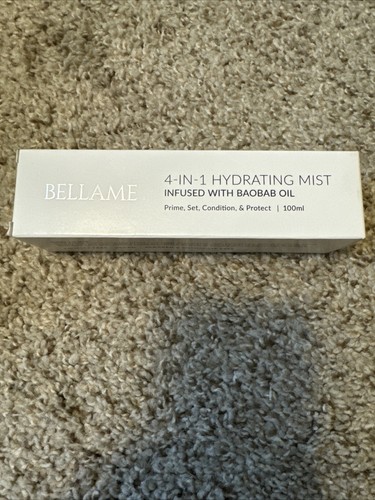 BELLAME
4-IN-1 HYDRATING MIST
INFUSED WITH BAOBAB OIL
Prime, Set, Condition, & Protect | 100ml